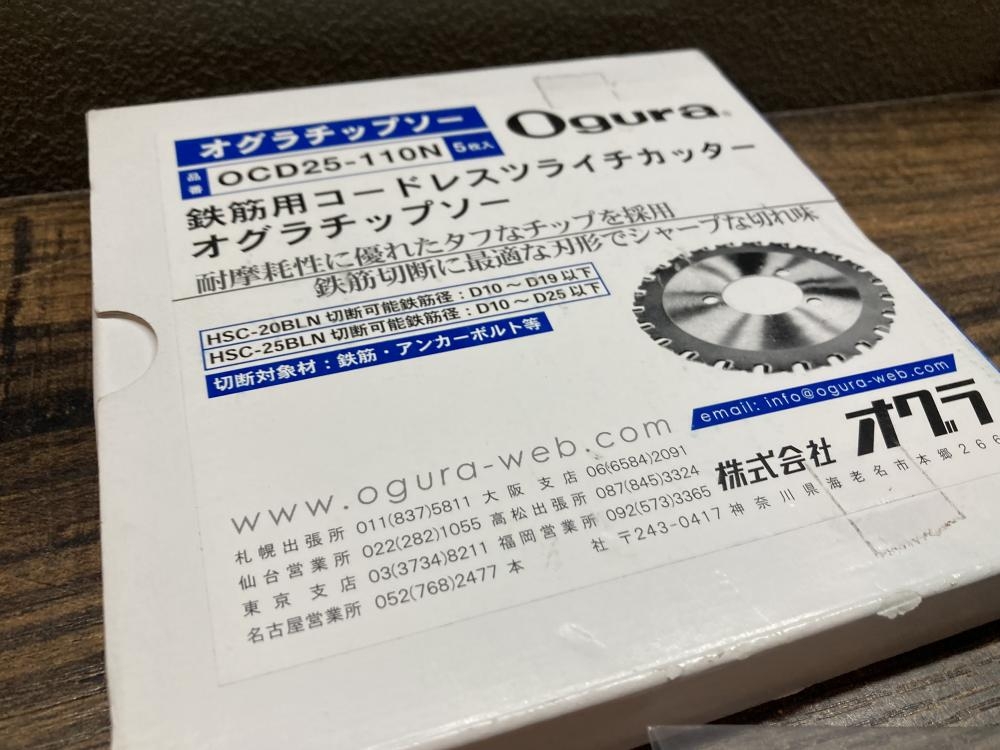 オグラチップソー
Ogura
品番 OCD25-110N 5枚入
鉄筋用コードレスツライチカッター
オグラチップソー
耐摩耗性に優れたタフなチップを採用
鉄筋切断に最適な刃形でシャープな切れ味
HSC-20BLN 切断可能鉄筋径：D10～D19以下
HSC-25BLN 切断可能鉄筋径：D10～D25以下
切断対象材：鉄筋・アンカーボルト等
email: info@ogura-web.com
www.ogura-web.com
株式会社 オグラ
札幌出張所 011(837)5811 大阪支店 06(6584)2091
仙台営業所 022(282)1055 高松出張所 087(845)3324
東京支店 03(3734)8211 福岡営業所 092(573)3365
名古屋営業所 052(768)2477 本社 〒243-0417 神奈川県海老名市本郷266